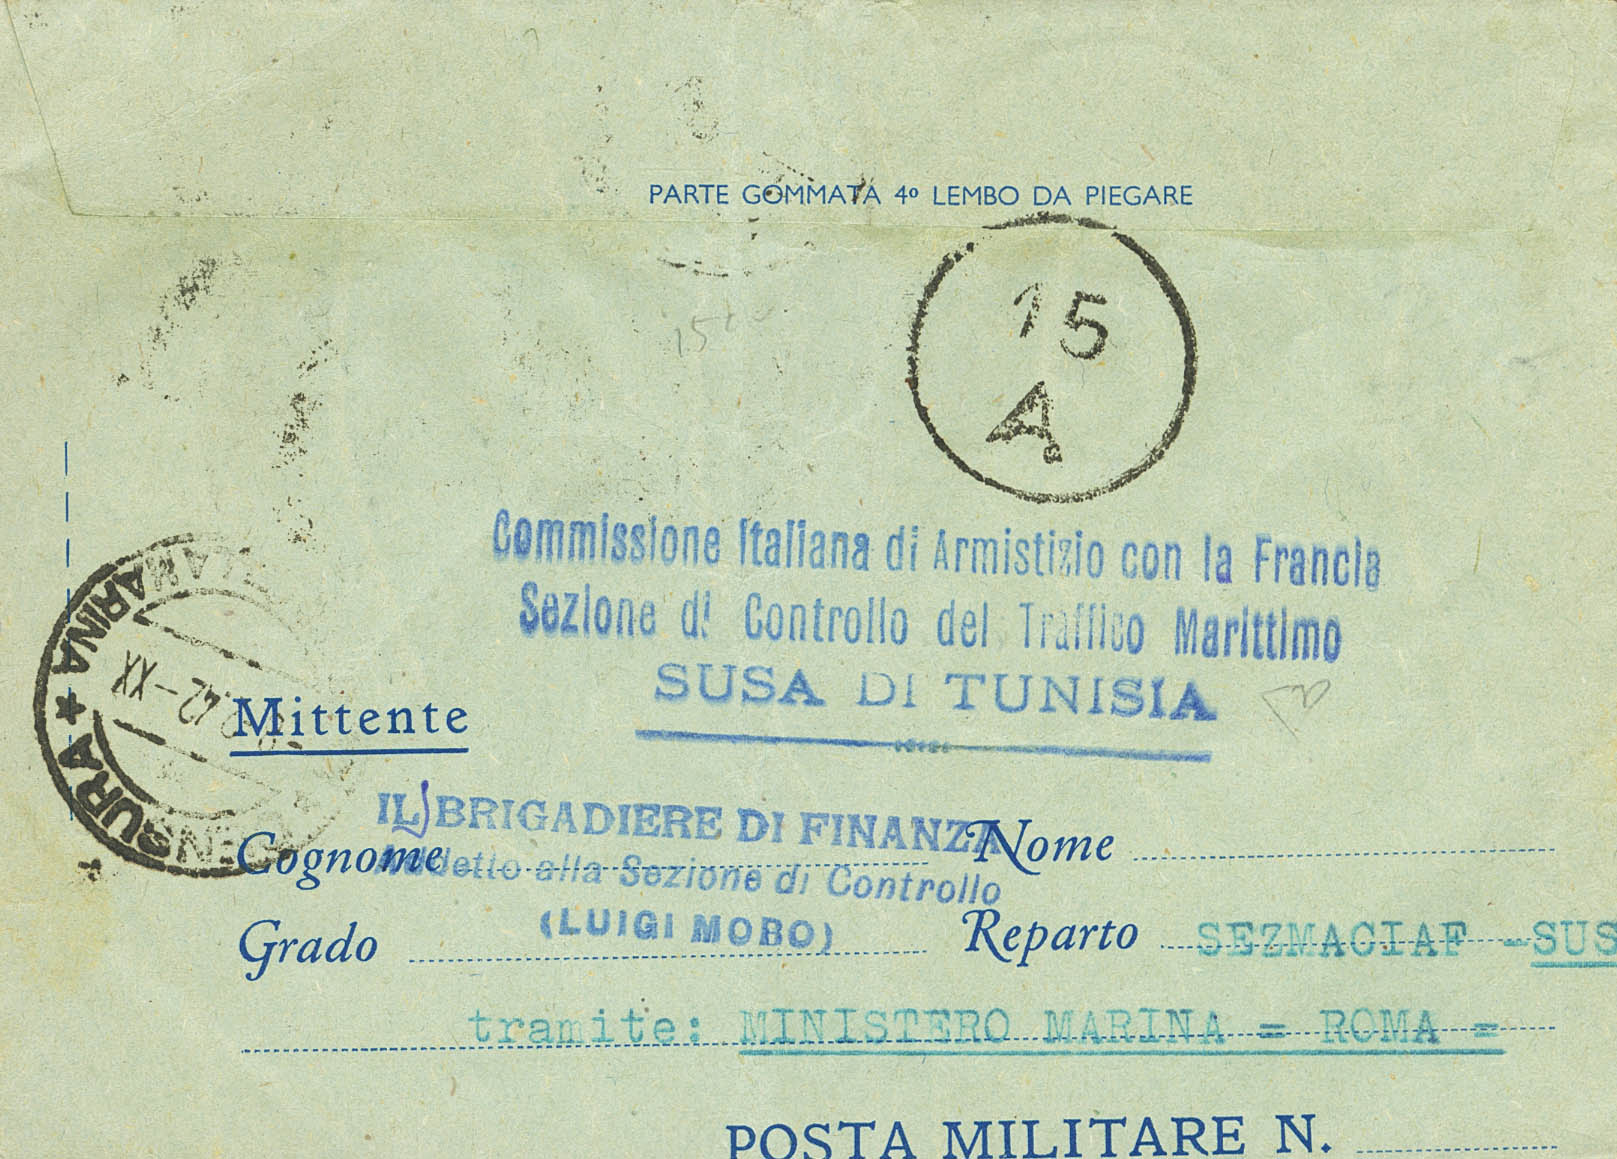 PARTE GOMMATA 4º LEMBO DA PIEGARE
15
A
15
Commissione Italiana di Armistizio con la Francia
Sezione di Controllo del Traffico Marittimo
SUSA DI TUNISIA
Mittente
MARINA ★ CENSURA
42-XX
IL BRIGADIERE DI FINANZA
Addetto alla Sezione di Controllo
(LUIGI MOBO)
Cognome
Nome
Grado
Reparto SEZMACIAF - SUS
tramite: MINISTERO MARINA = ROMA =
POSTA MILITARE N.